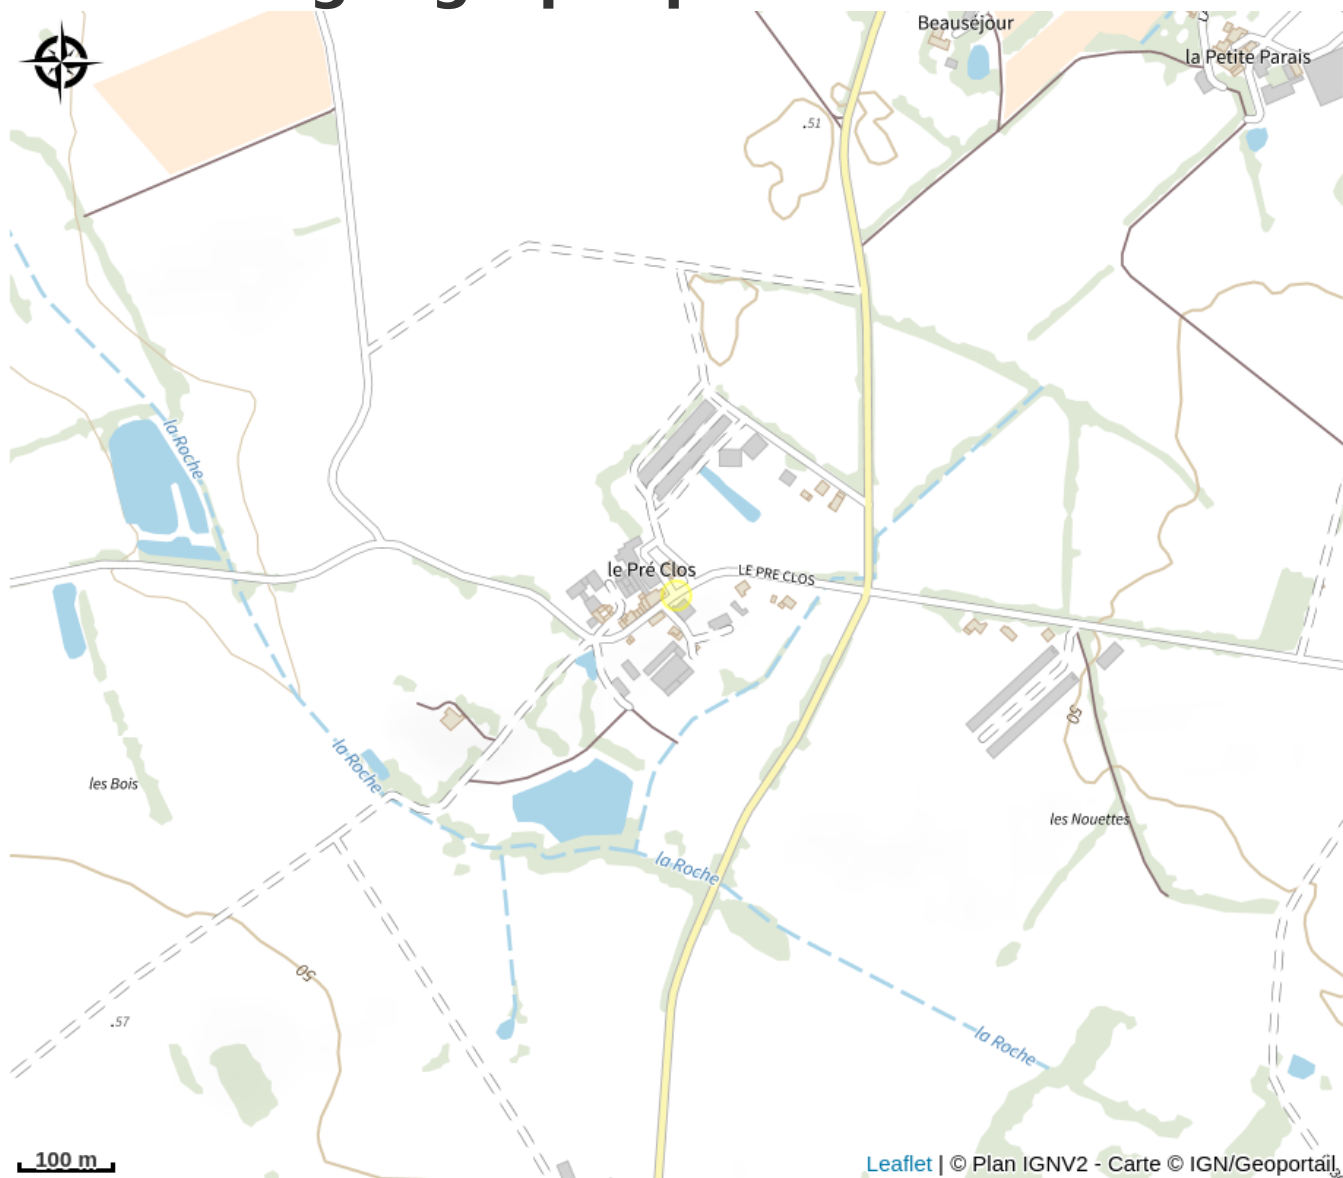 Beauséjour
la Petite Parais
.51
la Roche
le Pré Clos
LE PRE CLOS
50
la Roche
les Bois
les Nouettes
la Roche
50
.57
la Roche
100 m
Leaflet | © Plan IGNV2 - Carte © IGN/Geoportail